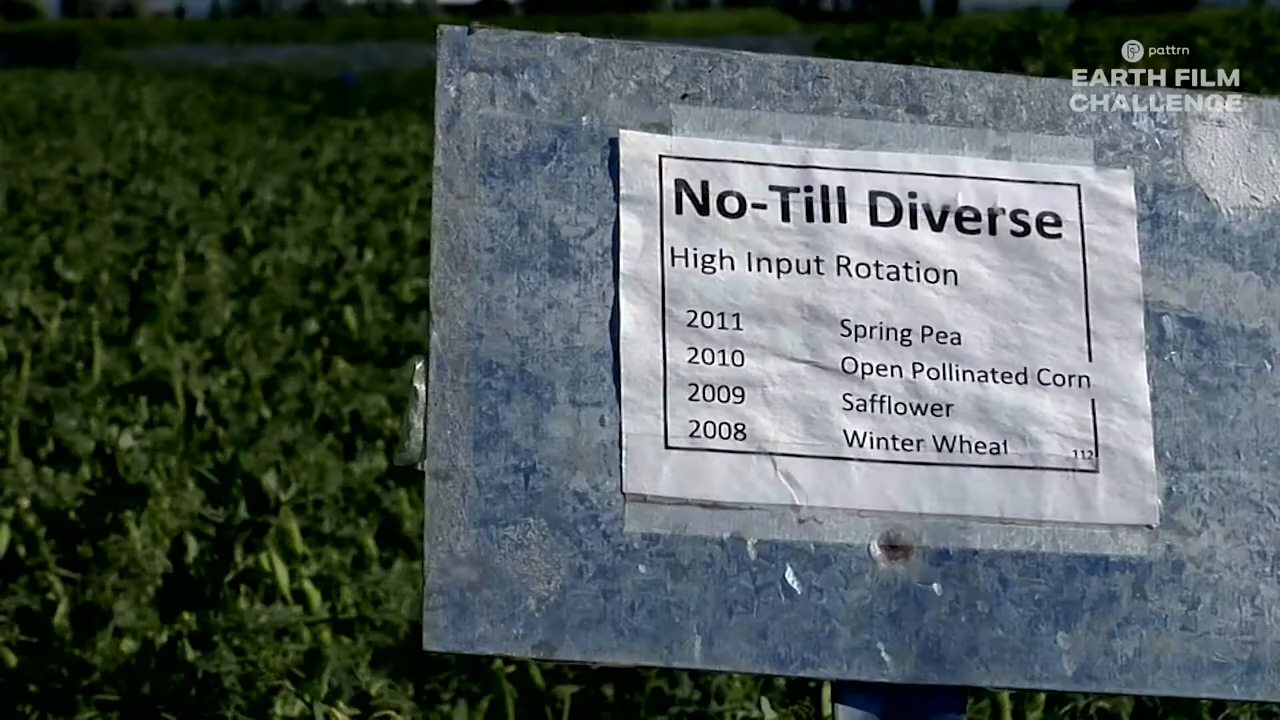 pattrn
EARTH FILM
CHALLENGE
No-Till Diverse
High Input Rotation
2011 Spring Pea
2010 Open Pollinated Corn
2009 Safflower
2008 Winter Wheat
112